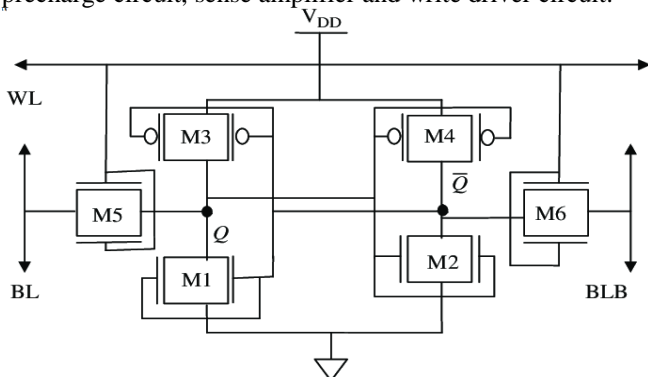 precharge circuit, sense amplifier and write driver circuit.
VDD
WL
M3
M4
Q̅
M5
M6
Q
M1
M2
BL
BLB